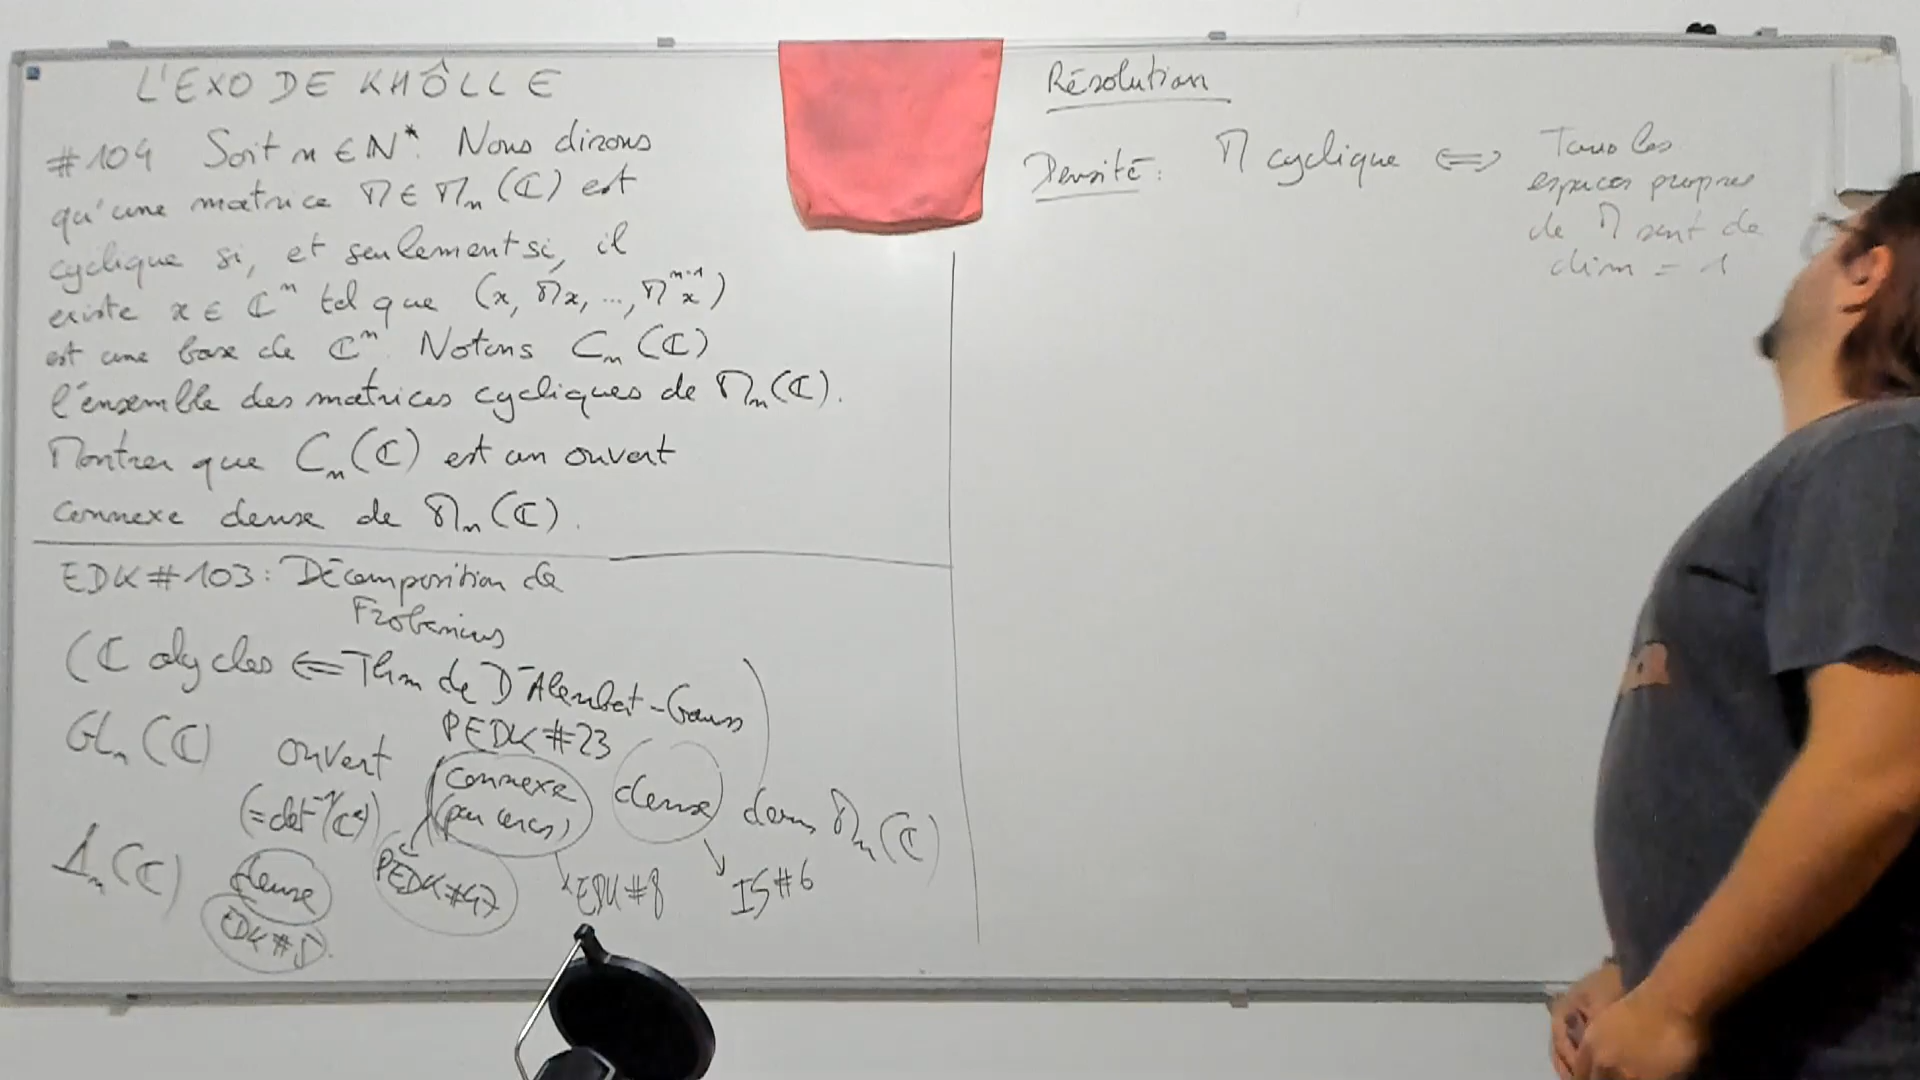 L'EXO DE KHÔLLE
#104 Soit n ∈ ℕ*. Nous dirons
qu'une matrice M ∈ Mn(ℂ) est
cyclique si, et seulement si, il
existe x ∈ ℂⁿ tel que (x, Mx, ..., Mⁿ⁻¹x)
est une base de ℂⁿ. Notons Cn(ℂ)
l'ensemble des matrices cycliques de Mn(ℂ).
Montrer que Cn(ℂ) est un ouvert
connexe dense de Mn(ℂ).
EDK #103: Décomposition de
Frobenius
(ℂ alg clos ⇐ Thm de D'Alembert-Gauss)
PEDK #23
GLn(ℂ) ouvert connexe dense dans Mn(ℂ)
(= det⁻¹(ℂ*)) (par arcs)
PEDK #47 EDK #8 IS #6
Δn(ℂ) dense
EDK #5.
Résolution
Densité: M cyclique ⟺ Tous les
espaces propres
de M sont de
dim = 1